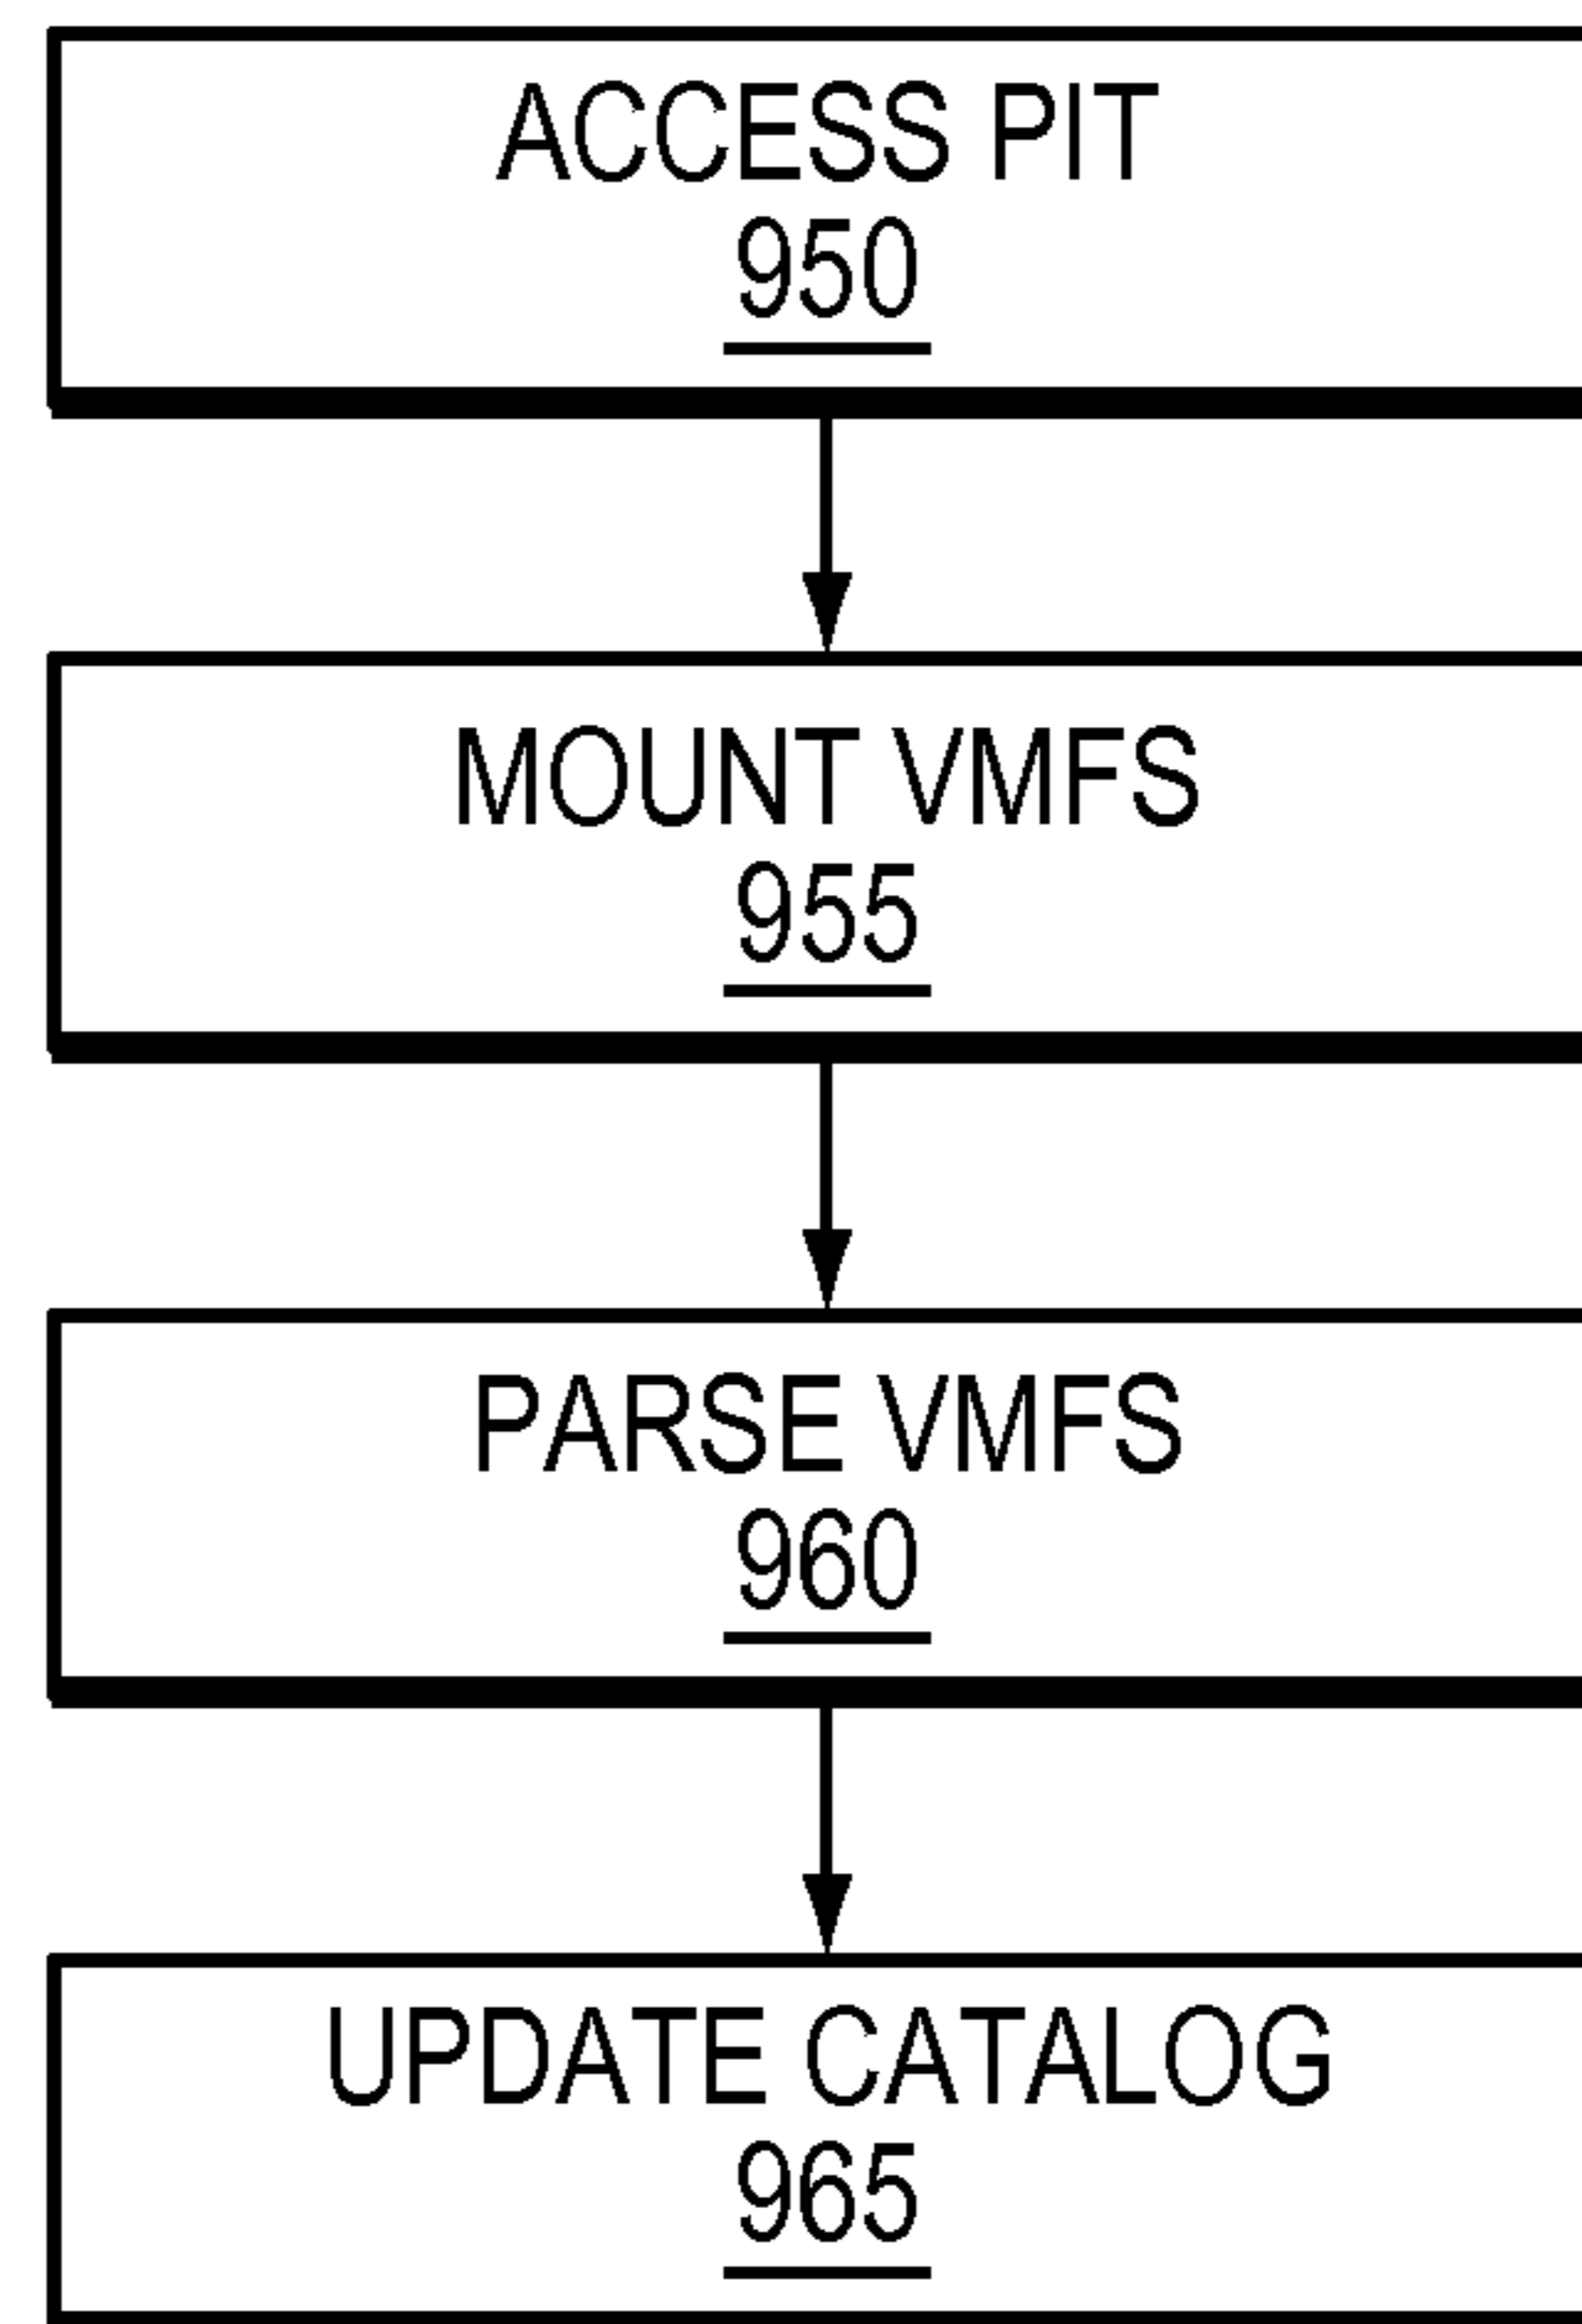 ACCESS PIT
950
MOUNT VMFS
955
PARSE VMFS
960
UPDATE CATALOG
965